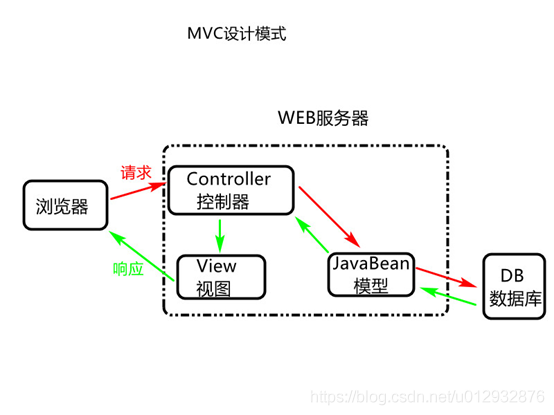 MVC设计模式
WEB服务器
请求
Controller
控制器
浏览器
响应
View
视图
JavaBean
模型
DB
数据库
https://blog.csdn.net/u012932876